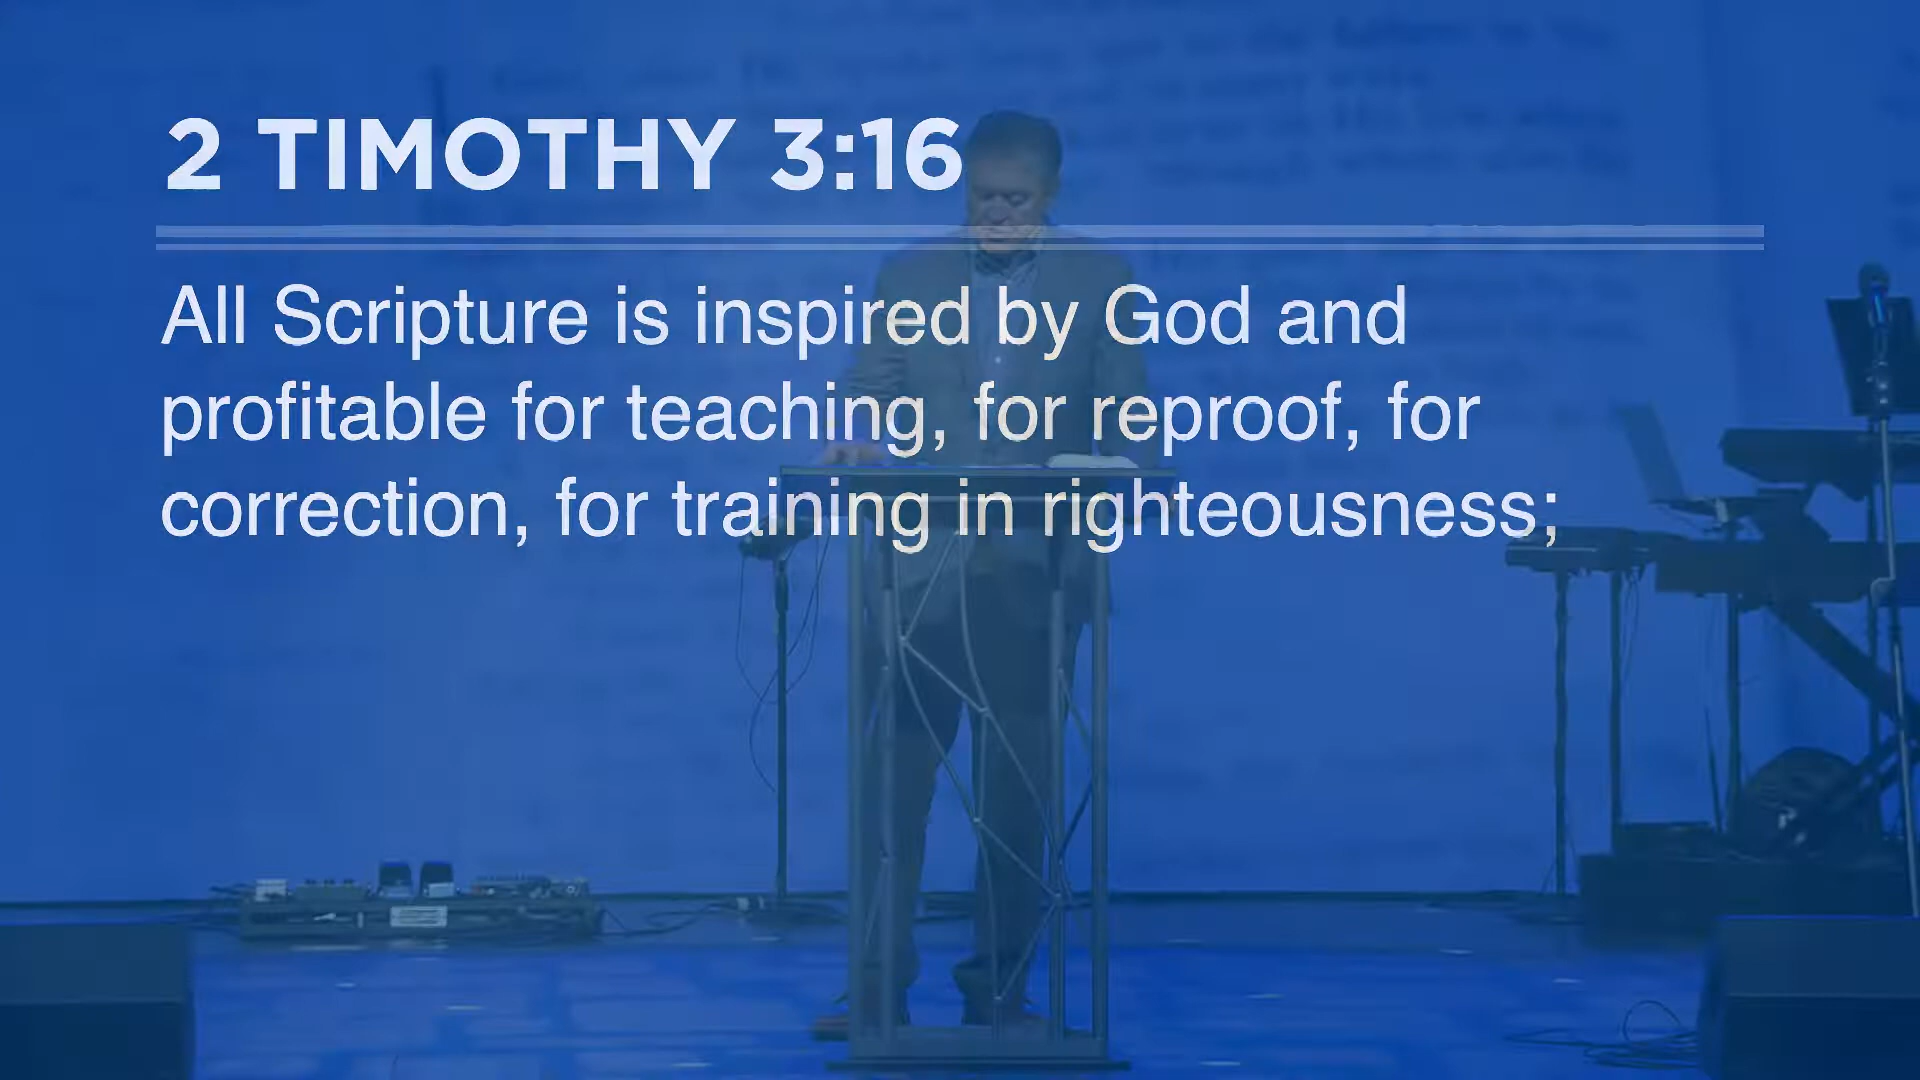 2 TIMOTHY 3:16
All Scripture is inspired by God and
profitable for teaching, for reproof, for
correction, for training in righteousness;